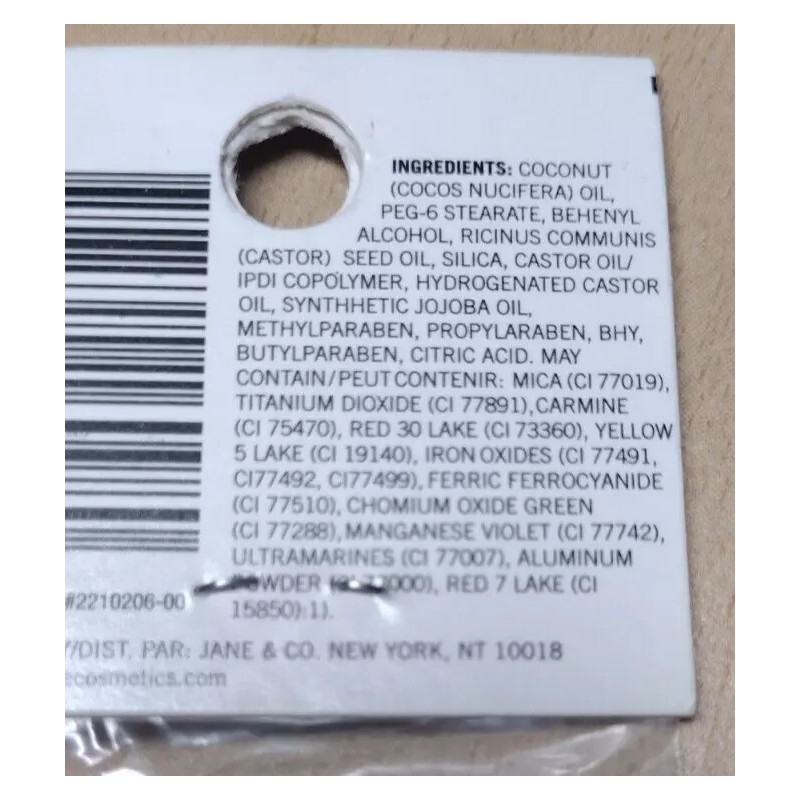 INGREDIENTS: COCONUT
(COCOS NUCIFERA) OIL,
PEG-6 STEARATE, BEHENYL
ALCOHOL, RICINUS COMMUNIS
(CASTOR) SEED OIL, SILICA, CASTOR OIL/
IPDI COPOLYMER, HYDROGENATED CASTOR
OIL, SYNTHHETIC JOJOBA OIL,
METHYLPARABEN, PROPYLARABEN, BHY,
BUTYLPARABEN, CITRIC ACID. MAY
CONTAIN/PEUT CONTENIR: MICA (CI 77019),
TITANIUM DIOXIDE (CI 77891),CARMINE
(CI 75470), RED 30 LAKE (CI 73360), YELLOW
5 LAKE (CI 19140), IRON OXIDES (CI 77491,
CI77492, CI77499), FERRIC FERROCYANIDE
(CI 77510), CHOMIUM OXIDE GREEN
(CI 77288), MANGANESE VIOLET (CI 77742),
ULTRAMARINES (CI 77007), ALUMINUM
RED 7 LAKE (CI
15850):1).
#2210206-00
/DIST. PAR: JANE & CO. NEW YORK, NT 10018
ecosmetics.com